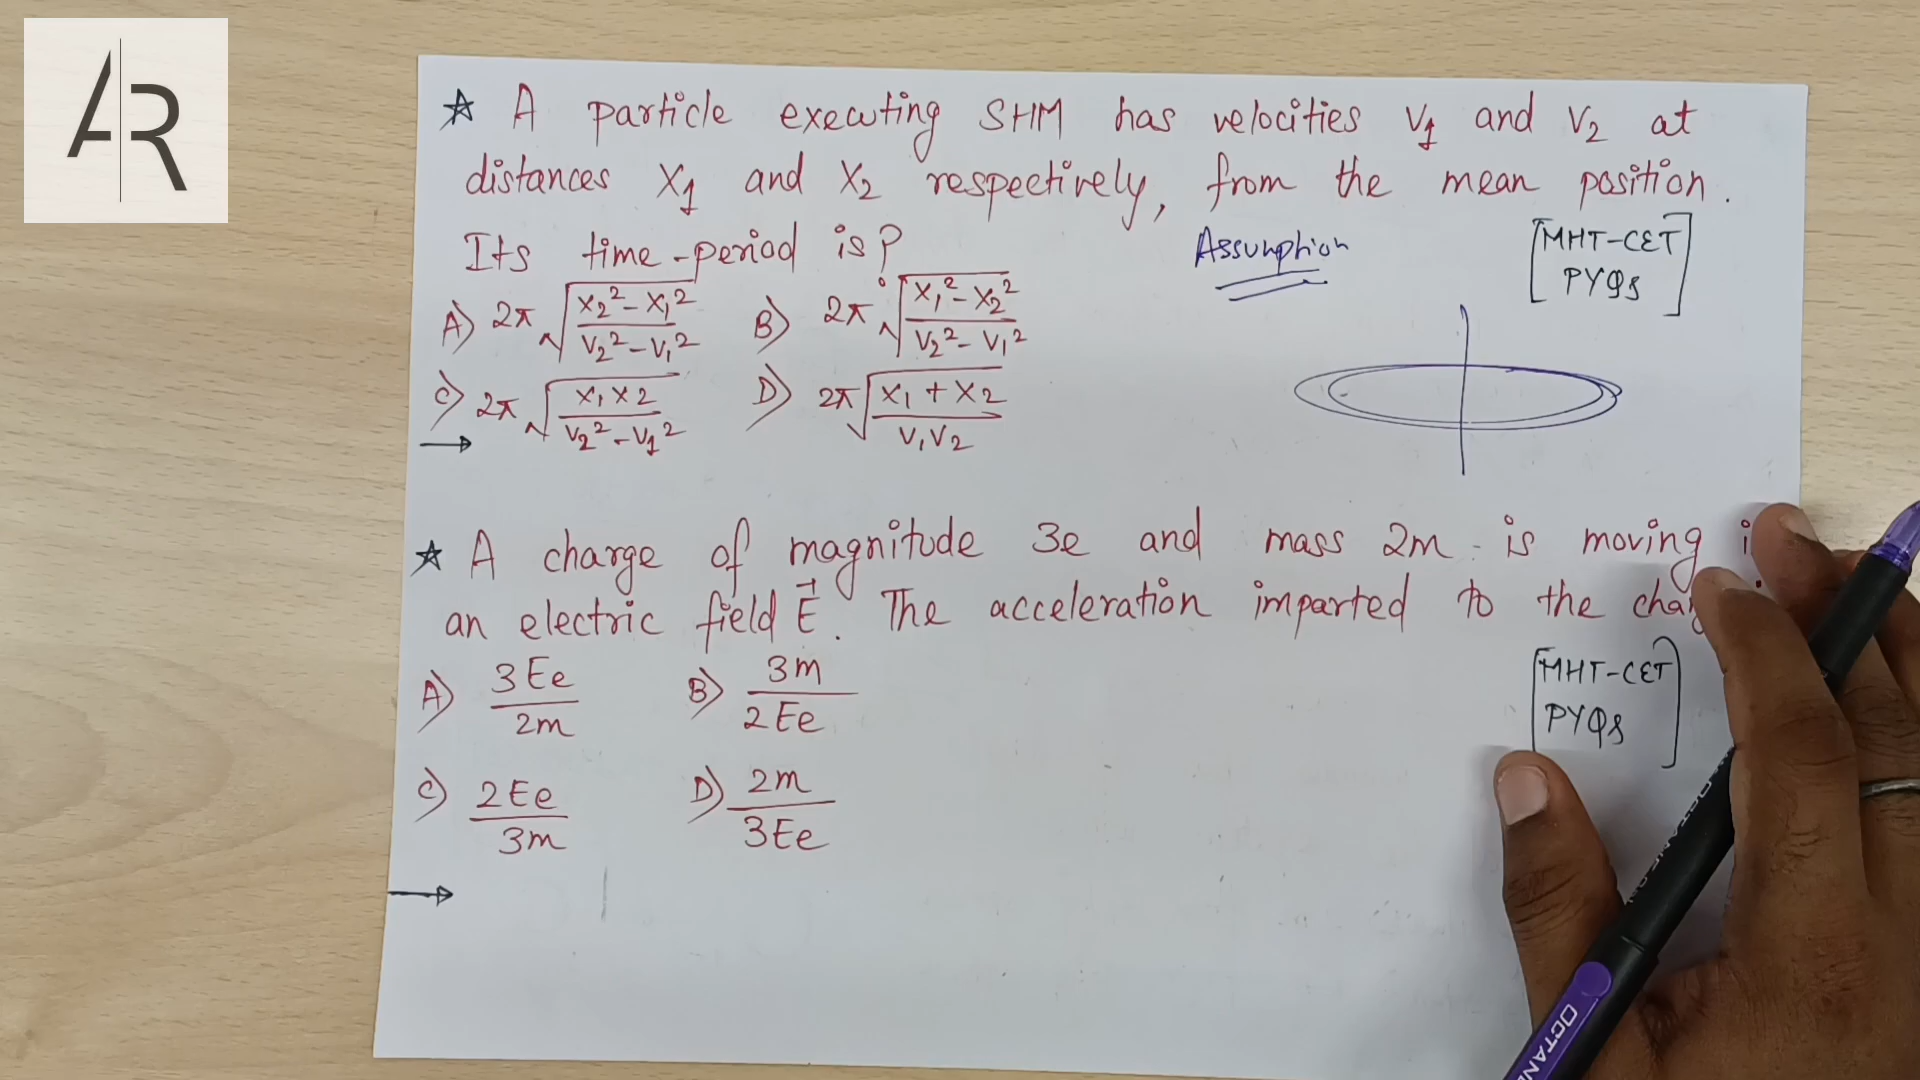 AR
☆ A particle executing SHM has velocities V₁ and V₂ at
distances X₁ and X₂ respectively, from the mean position.
Its time-period is?
Assumption
[MHT-CET
PYQs]
A) 2π √((X₂² - X₁²)/(V₂² - V₁²)) B) 2π √((X₁² - X₂²)/(V₂² - V₁²))
C) 2π √((X₁ X₂)/(V₂² - V₁²)) D) 2π √((X₁ + X₂)/(V₁V₂))
→
☆ A charge of magnitude 3e and mass 2m is moving
an electric field E⃗. The acceleration imparted to the
[MHT-CET
PYQs]
A) 3Ee/2m B) 3m/2Ee
C) 2Ee/3m D) 2m/3Ee
→
OCTANE